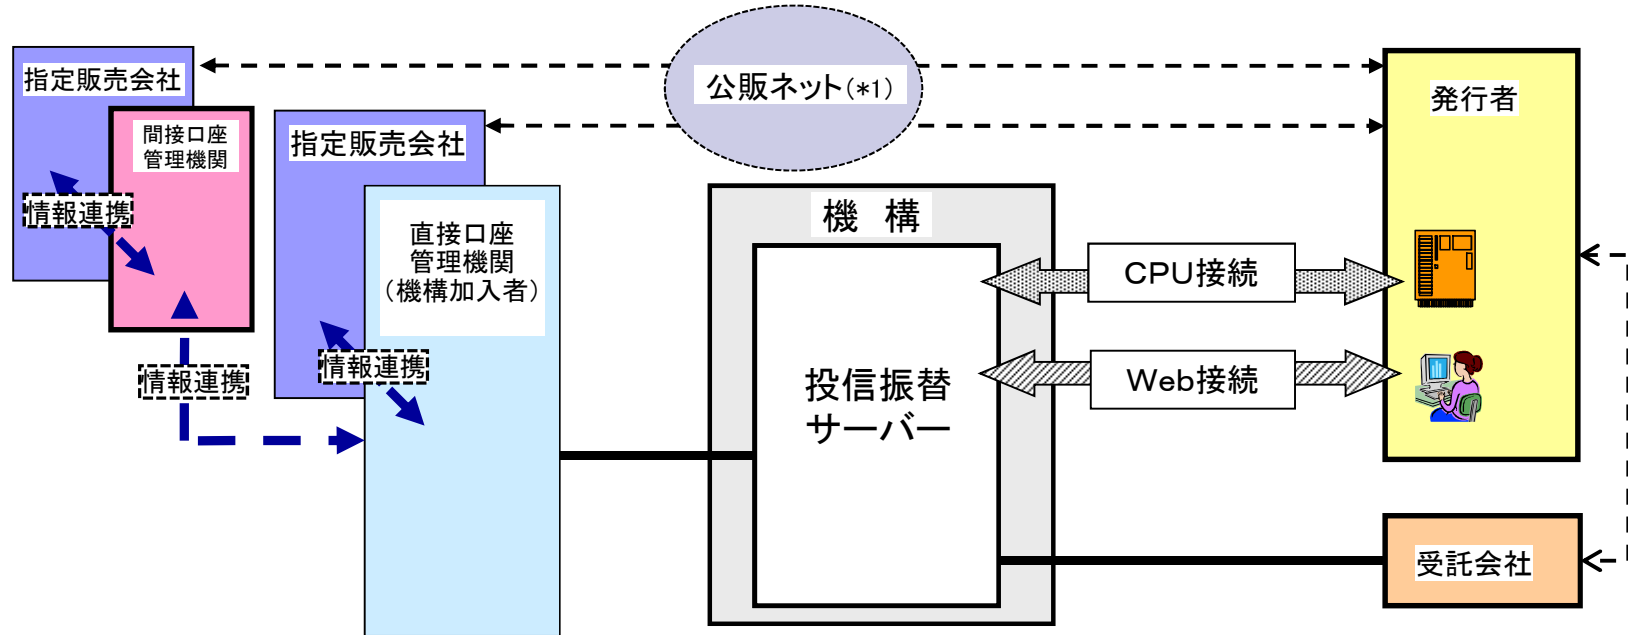 公販ネット(*1)
指定販売会社
間接口座
管理機関
情報連携
情報連携
指定販売会社
直接口座
管理機関
（機構加入者）
情報連携
機 構
投信振替
サーバー
CPU接続
Web接続
発行者
受託会社